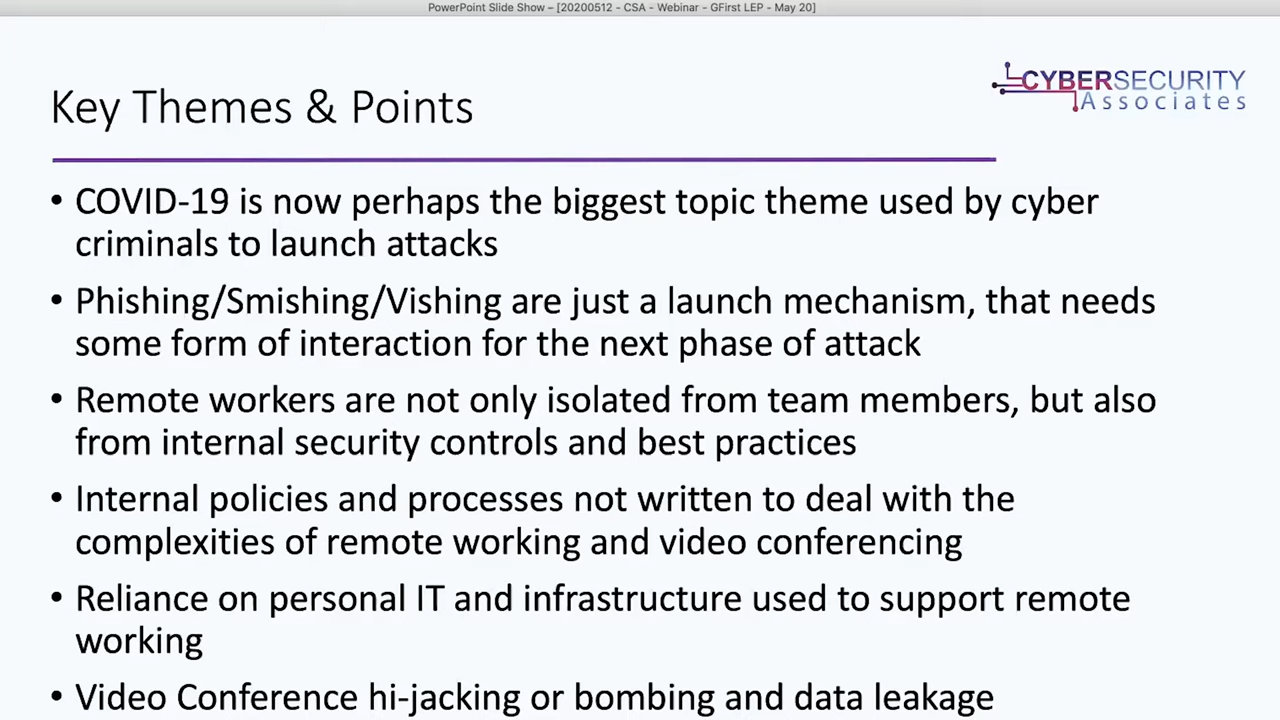 PowerPoint Slide Show – [20200512 - CSA - Webinar - GFirst LEP - May 20]
CYBERSECURITY
Associates
Key Themes & Points
• COVID-19 is now perhaps the biggest topic theme used by cyber
criminals to launch attacks
• Phishing/Smishing/Vishing are just a launch mechanism, that needs
some form of interaction for the next phase of attack
• Remote workers are not only isolated from team members, but also
from internal security controls and best practices
• Internal policies and processes not written to deal with the
complexities of remote working and video conferencing
• Reliance on personal IT and infrastructure used to support remote
working
• Video Conference hi-jacking or bombing and data leakage